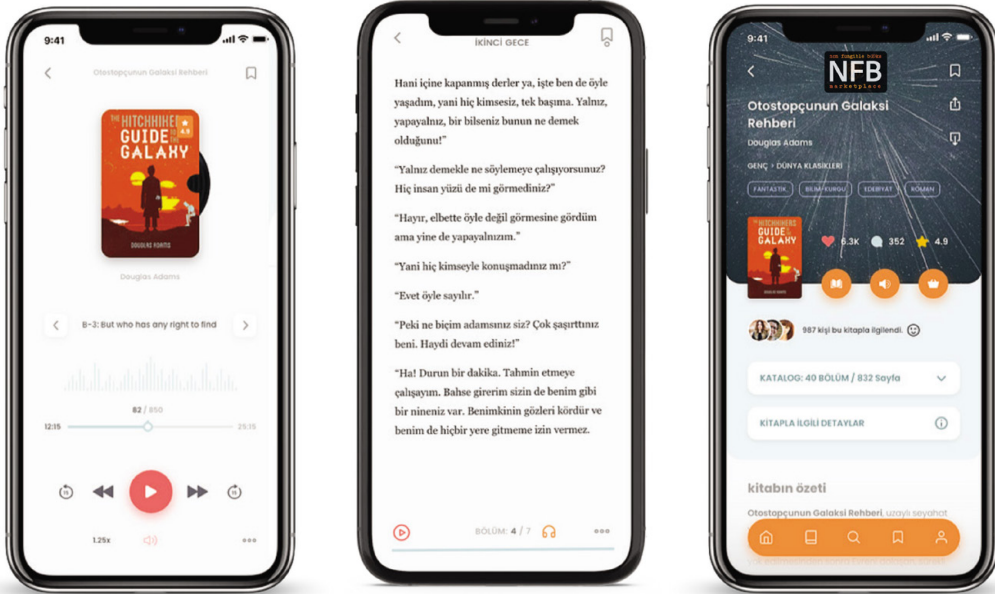 9:41
Otostopçunun Galaksi Rehberi
THE HITCHHIKER
GUIDE TO
THE
GALAXY
4.9
DOUGLAS ADAMS
Douglas Adams
B-3: But who has any right to find
82 / 850
12:15
25:15
15
15
1.25x
İKİNCİ GECE
Hani içine kapanmış derler ya, işte ben de öyle
yaşadım, yani hiç kimsesiz, tek başıma. Yalnız,
yapayalnız, bir bilseniz bunun ne demek
olduğunu!”
“Yalnız demekle ne söylemeye çalışıyorsunuz?
Hiç insan yüzü de mi görmediniz?”
“Hayır, elbette öyle değil görmesine gördüm
ama yine de yapayalnızım.”
“Yani hiç kimseyle konuşmadınız mı?”
“Evet öyle sayılır.”
“Peki ne biçim adamsınız siz? Çok şaşırttınız
beni. Haydi devam ediniz!”
“Ha! Durun bir dakika. Tahmin etmeye
çalışayım. Bahse girerim sizin de benim gibi
bir nineniz var. Benimkinin gözleri kördür ve
benim de hiçbir yere gitmeme izin vermez.
BÖLÜM: 4 / 7
9:41
non fungible books
NFB
marketplace
Otostopçunun Galaksi
Rehberi
Douglas Adams
GENÇ > DÜNYA KLASİKLERİ
FANTASTİK
BİLİM-KURGU
EDEBİYAT
ROMAN
THE HITCHHIKERS
GUIDE TO
THE
GALAXY
DOUGLAS ADAMS
6.3K
352
4.9
987 kişi bu kitapla ilgilendi.
KATALOG: 40 BÖLÜM / 832 Sayfa
KİTAPLA İLGİLİ DETAYLAR
kitabın özeti
Otostopçunun Galaksi Rehberi, uzaylı seyahat